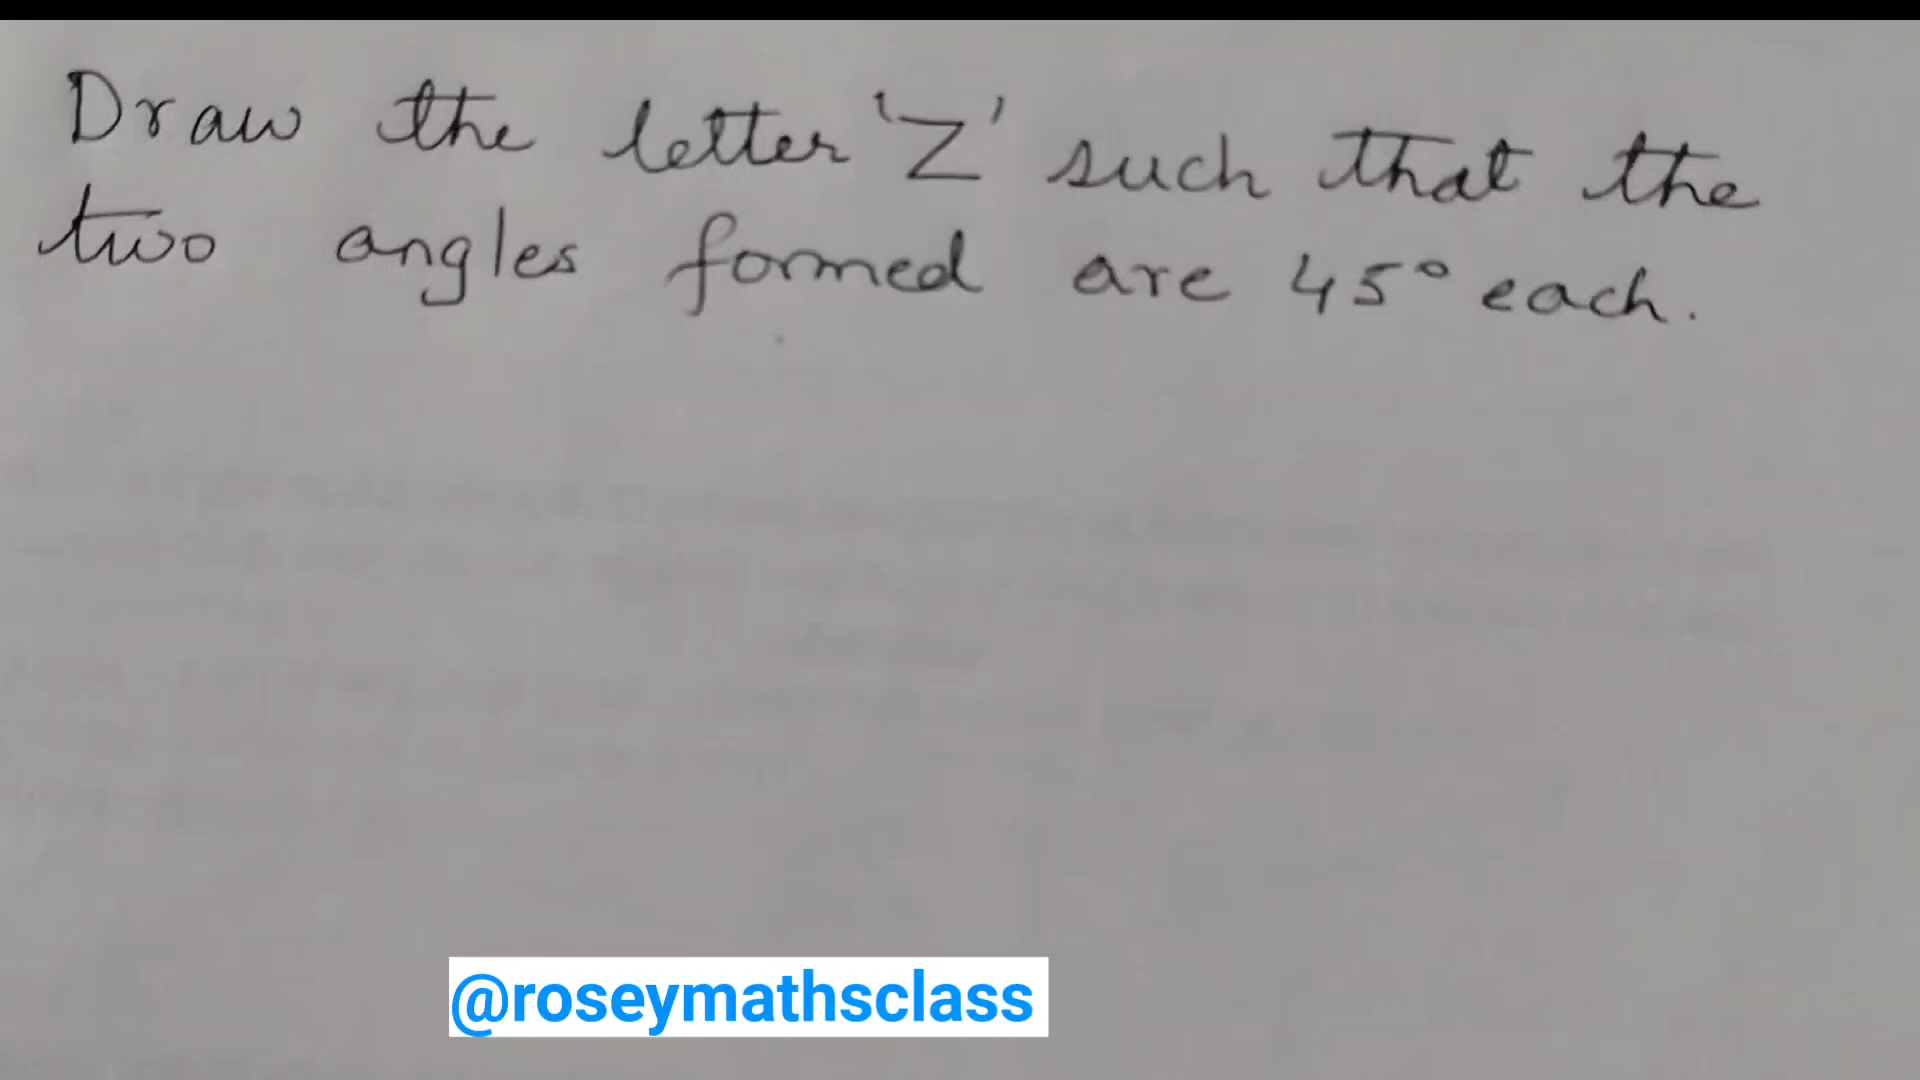 Draw the letter 'Z' such that the
two angles formed are 45° each.
@roseymathsclass